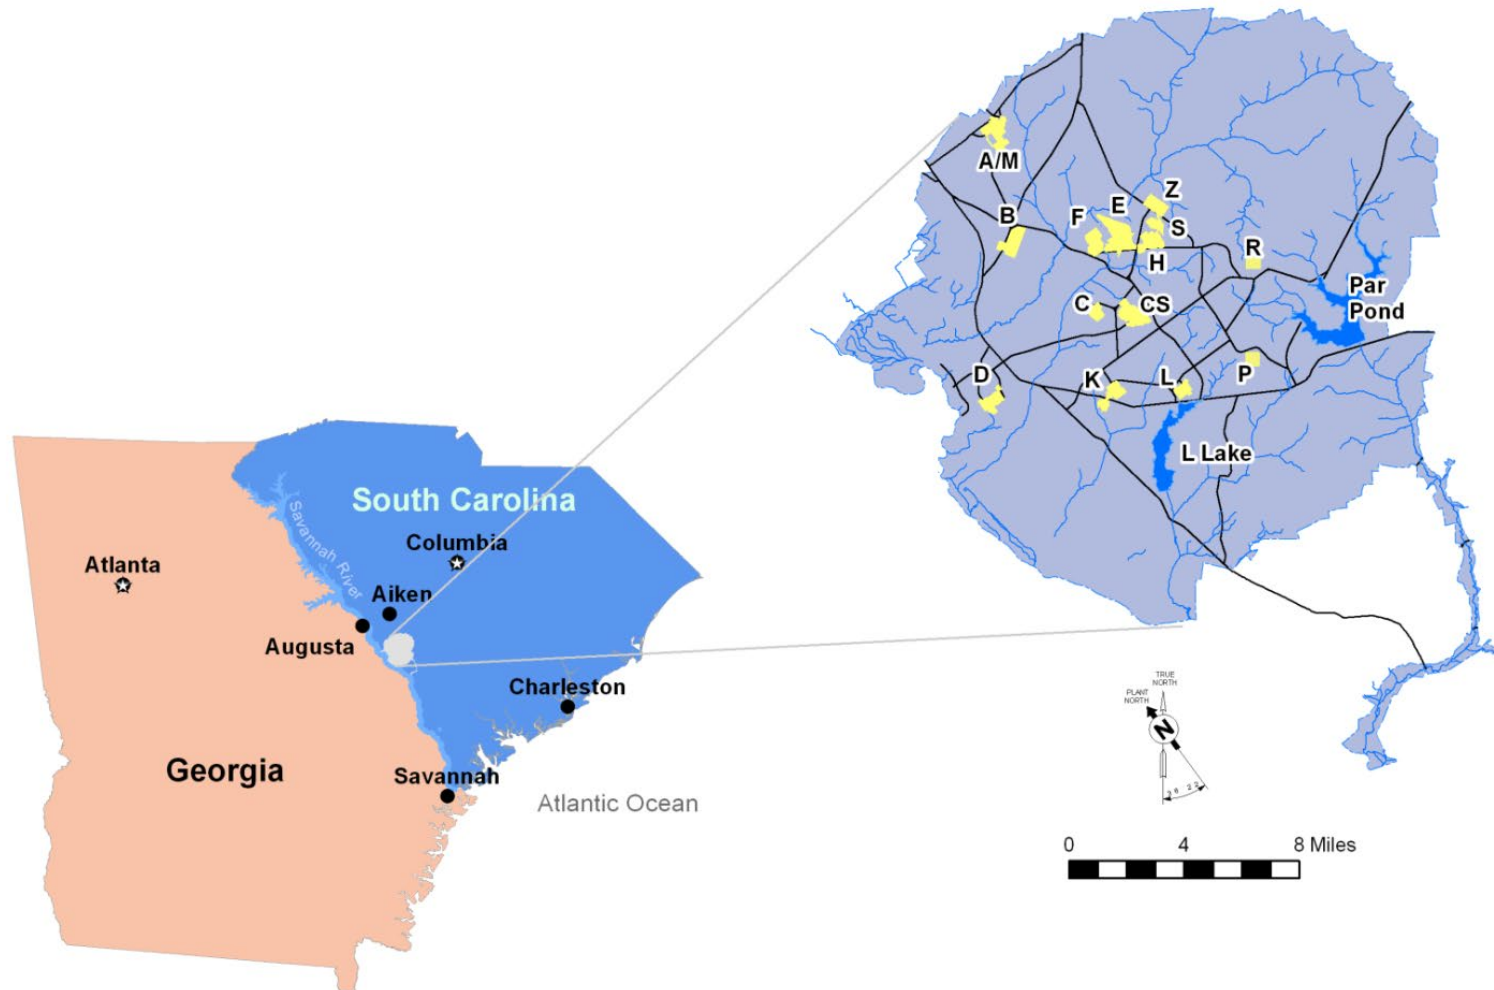 A/M
Z
B
F
E
S
H
R
Par
Pond
C
CS
D
K
L
P
L Lake
South Carolina
Savannah River
Columbia
Atlanta
Aiken
Augusta
Charleston
Georgia
Savannah
Atlantic Ocean
TRUE
NORTH
PLANT
NORTH
N
0 4 8 Miles